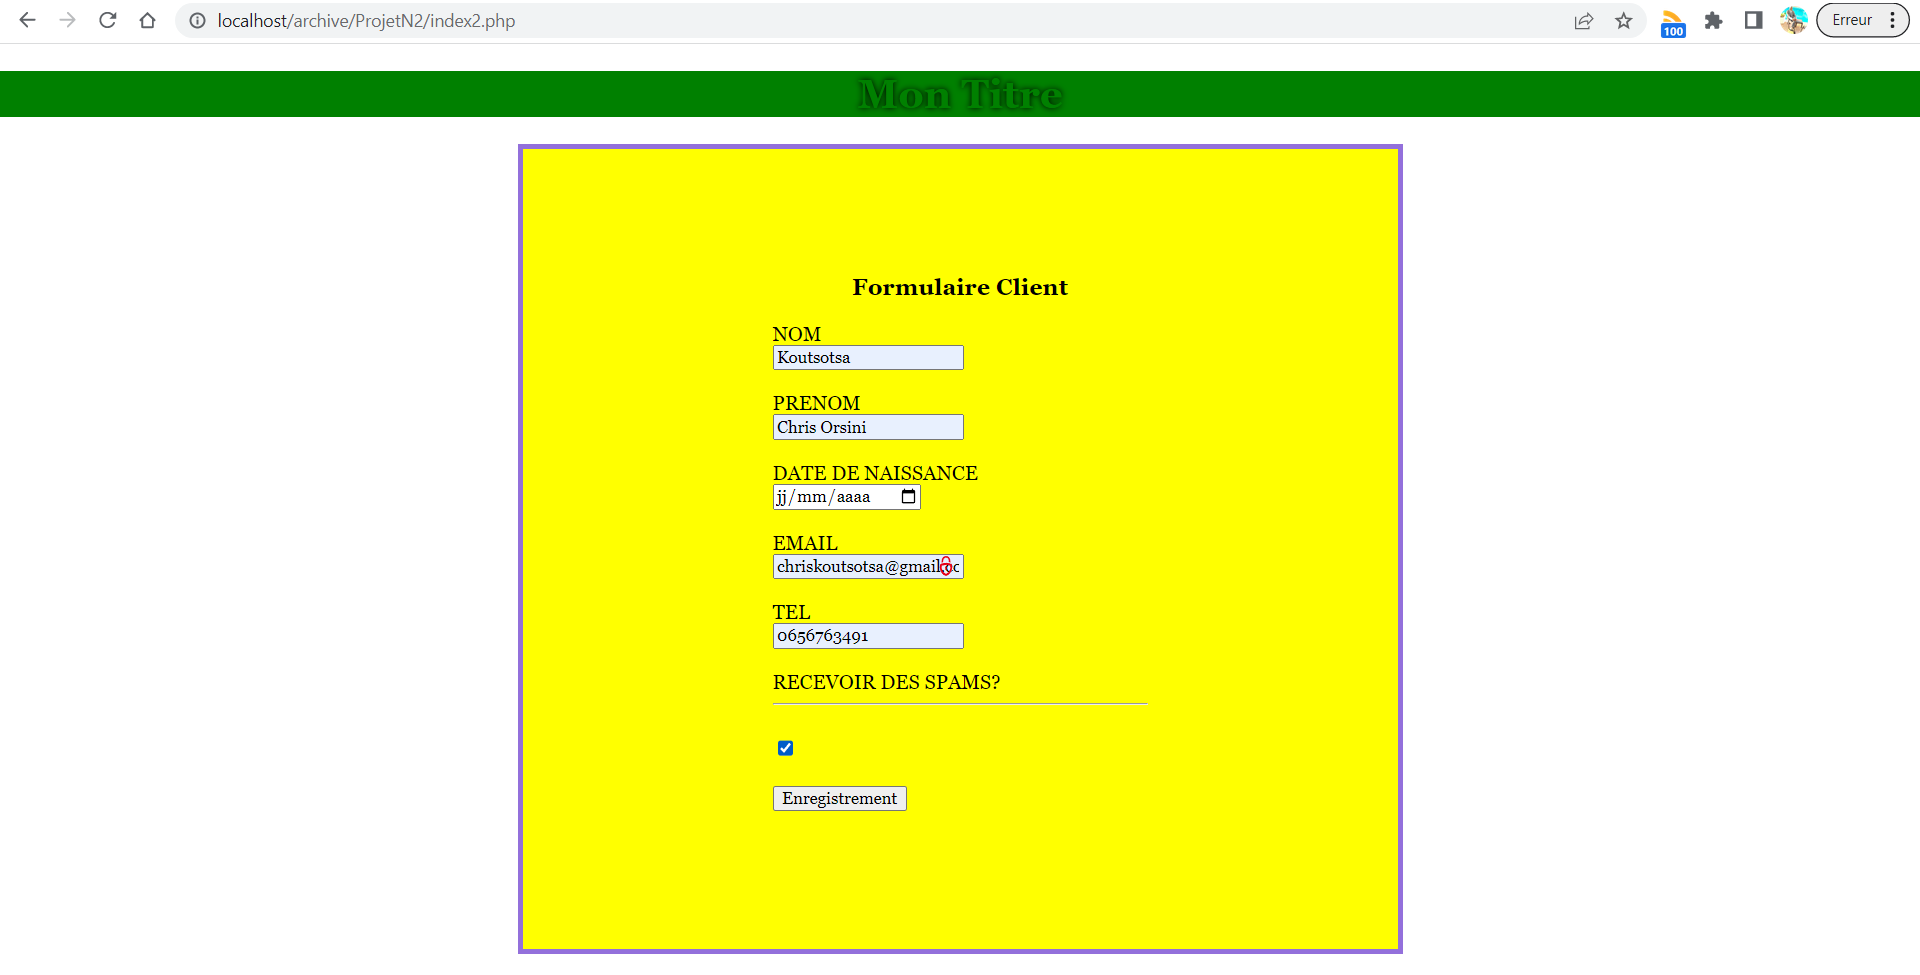 localhost/archive/ProjetN2/index2.php
100
Erreur
Mon Titre
Formulaire Client
NOM
Koutsotsa
PRENOM
Chris Orsini
DATE DE NAISSANCE
jj/mm/aaaa
EMAIL
chriskoutsotsa@gmail.co
TEL
0656763491
RECEVOIR DES SPAMS?
Enregistrement